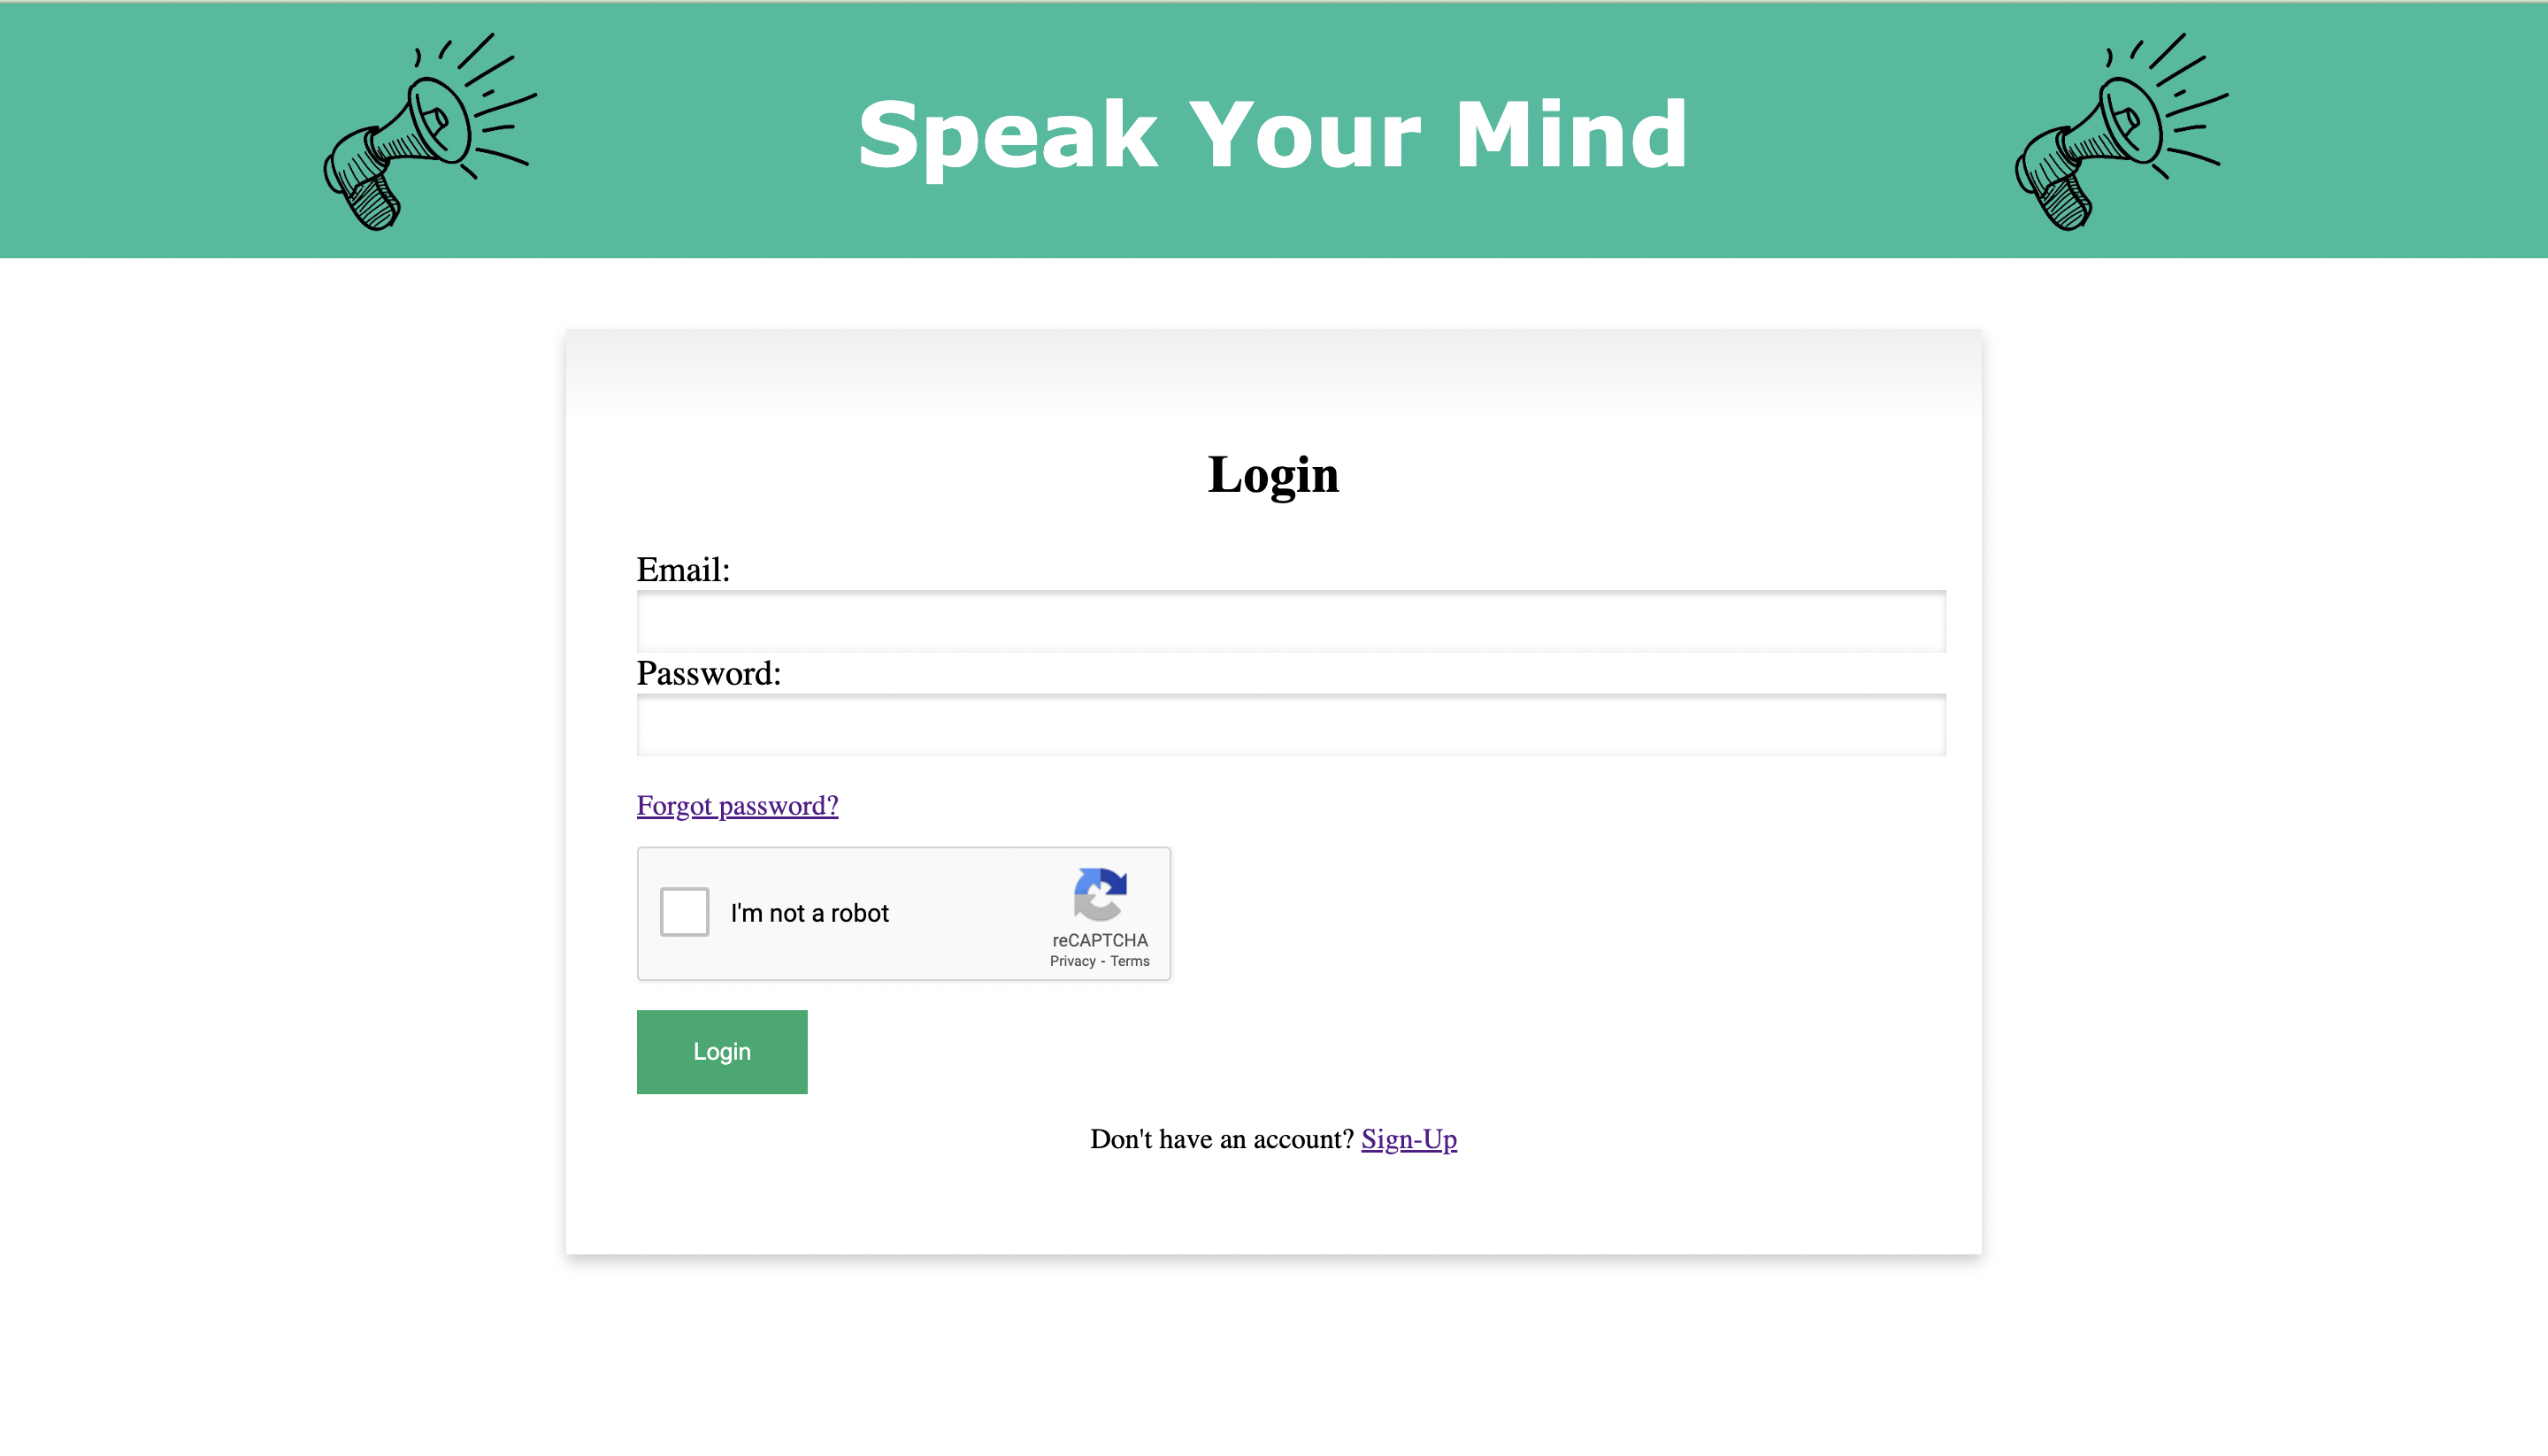 Speak Your Mind
Login
Email:
Password:
Forgot password?
I'm not a robot
reCAPTCHA
Privacy - Terms
Login
Don't have an account? Sign-Up